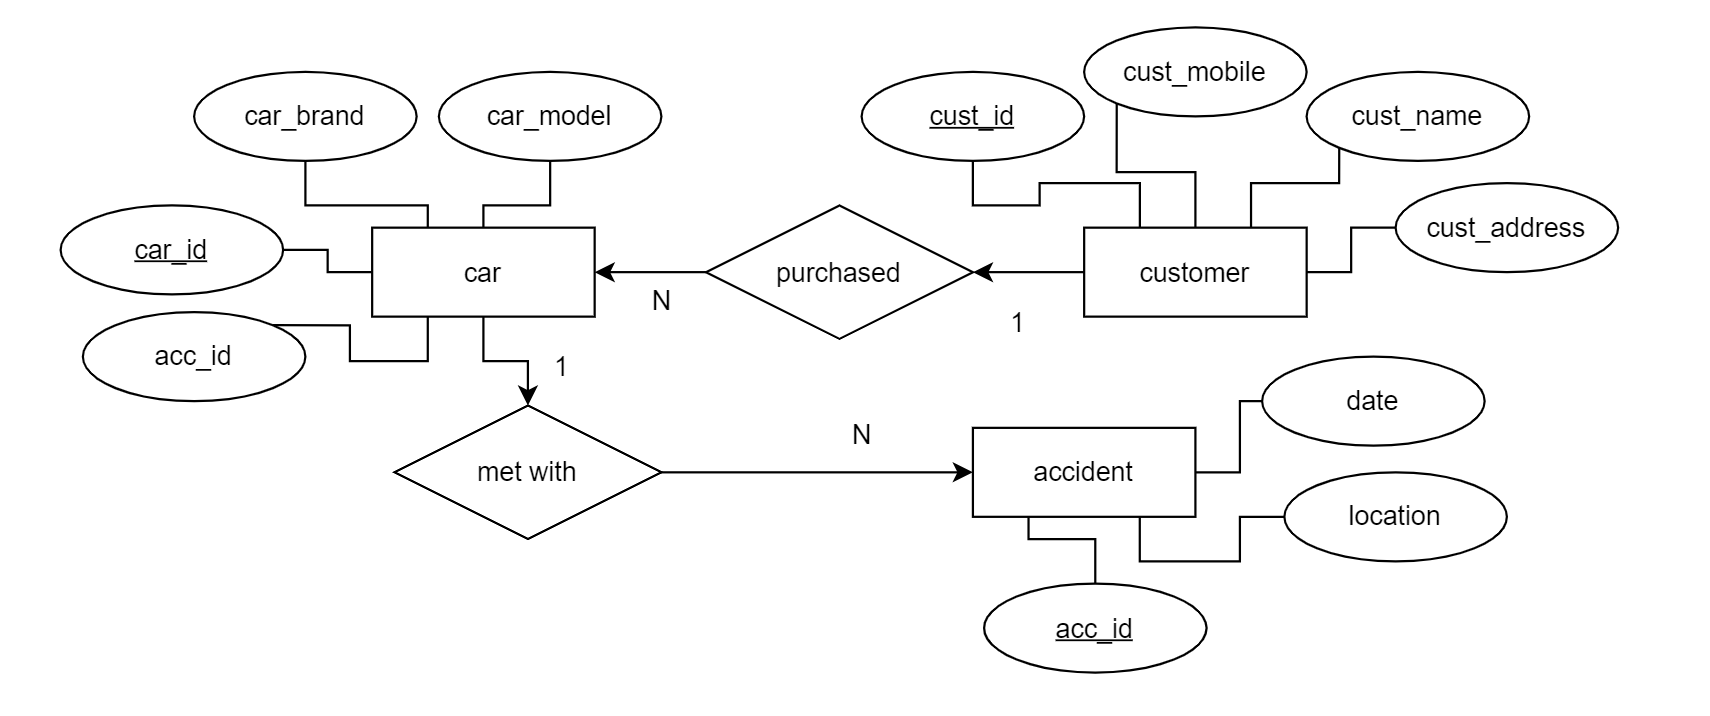 cust_mobile
car_brand
car_model
cust_id
cust_name
cust_address
car_id
car
purchased
customer
N
1
acc_id
1
date
N
met with
accident
location
acc_id